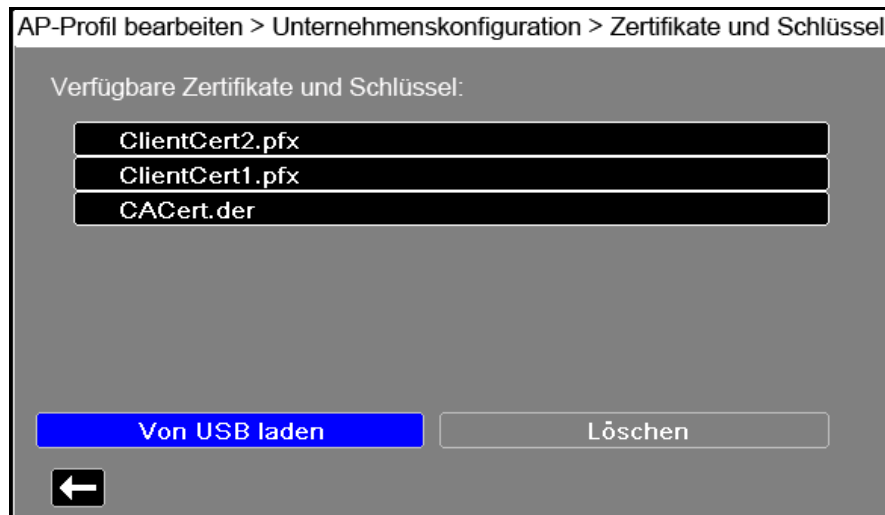 AP-Profil bearbeiten > Unternehmenskonfiguration > Zertifikate und Schlüssel
Verfügbare Zertifikate und Schlüssel:
ClientCert2.pfx
ClientCert1.pfx
CACert.der
Von USB laden
Löschen